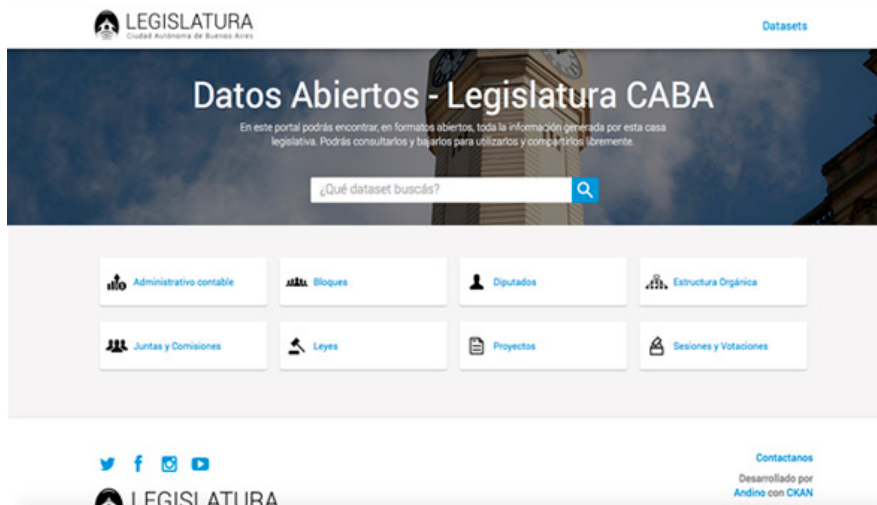 LEGISLATURA
Ciudad Autónoma de Buenos Aires
Datasets
Datos Abiertos - Legislatura CABA
En este portal podrás encontrar, en formatos abiertos, toda la información generada por esta casa
legislativa. Podrás consultarlos y bajarlos para utilizarlos y compartirlos libremente.
¿Qué dataset buscás?
Administrativo contable
Bloques
Diputados
Estructura Orgánica
Juntas y Comisiones
Leyes
Proyectos
Sesiones y Votaciones
Contactanos
Desarrollado por
Andino con CKAN
LEGISLATURA